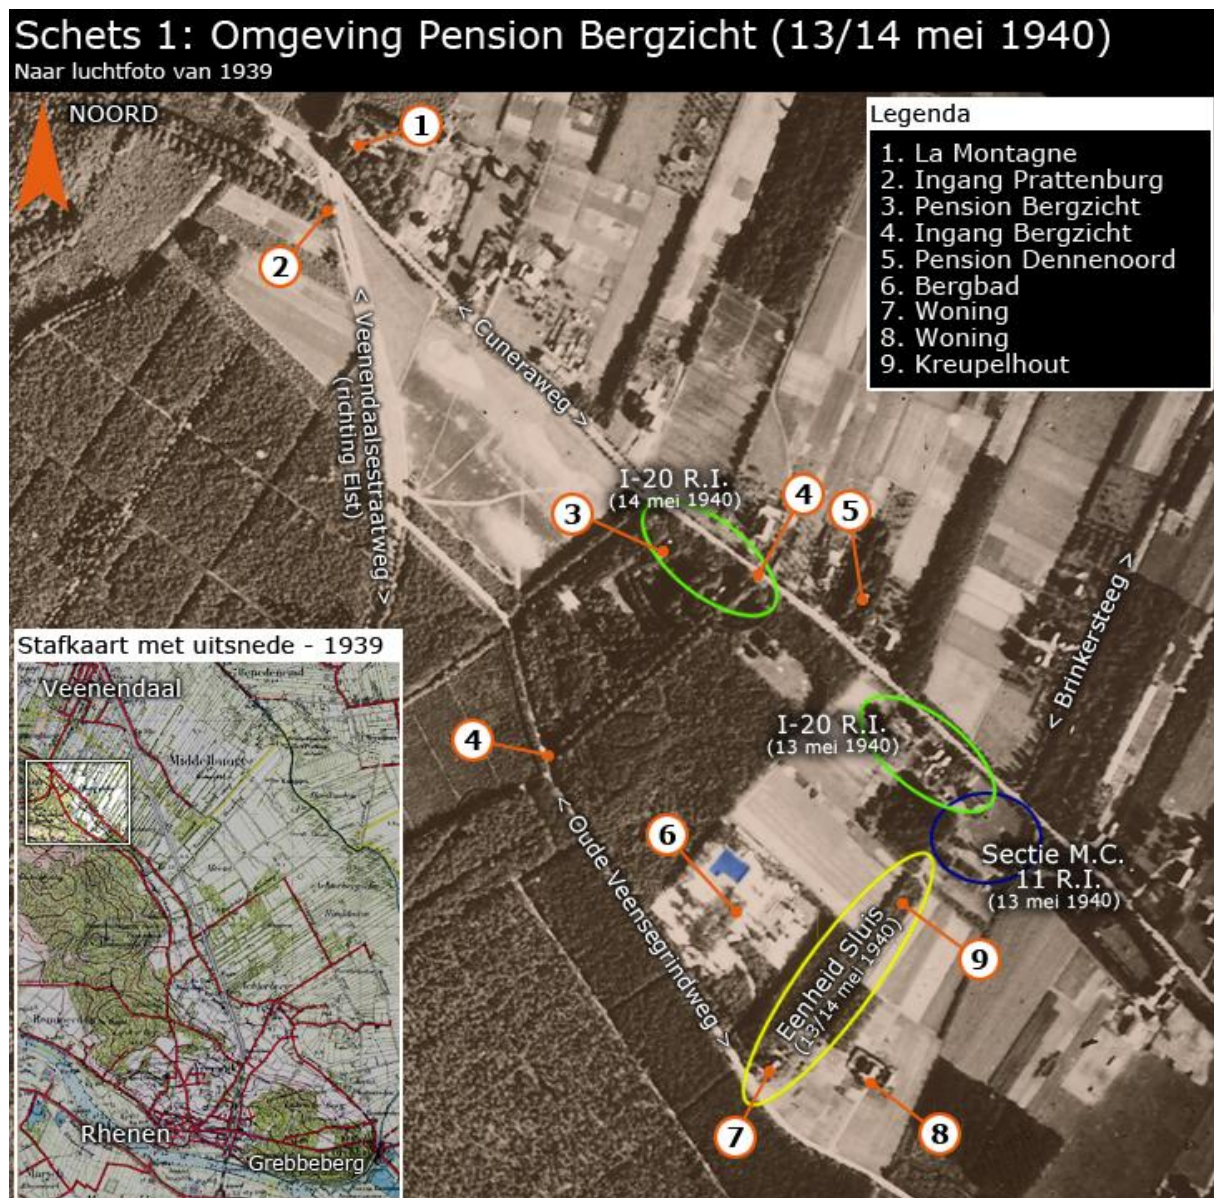 Schets 1: Omgeving Pension Bergzicht (13/14 mei 1940)
Naar luchtfoto van 1939
NOORD
Legenda
1. La Montagne
2. Ingang Prattenburg
3. Pension Bergzicht
4. Ingang Bergzicht
5. Pension Dennenoord
6. Bergbad
7. Woning
8. Woning
9. Kreupelhout
1
2
< Veenendaalsestraatweg >
(richting Elst)
< Cuneraweg >
I-20 R.I.
(14 mei 1940)
3
4
5
< Brinkersteeg >
I-20 R.I.
(13 mei 1940)
4
< Oude Veensegrindweg >
6
Sectie M.C.
11 R.I.
(13 mei 1940)
Eenheid Sluis
(13/14 mei 1940)
9
7
8
Stafkaart met uitsnede - 1939
Veenendaal
Middelbuurt
Rhenen
Grebbeberg